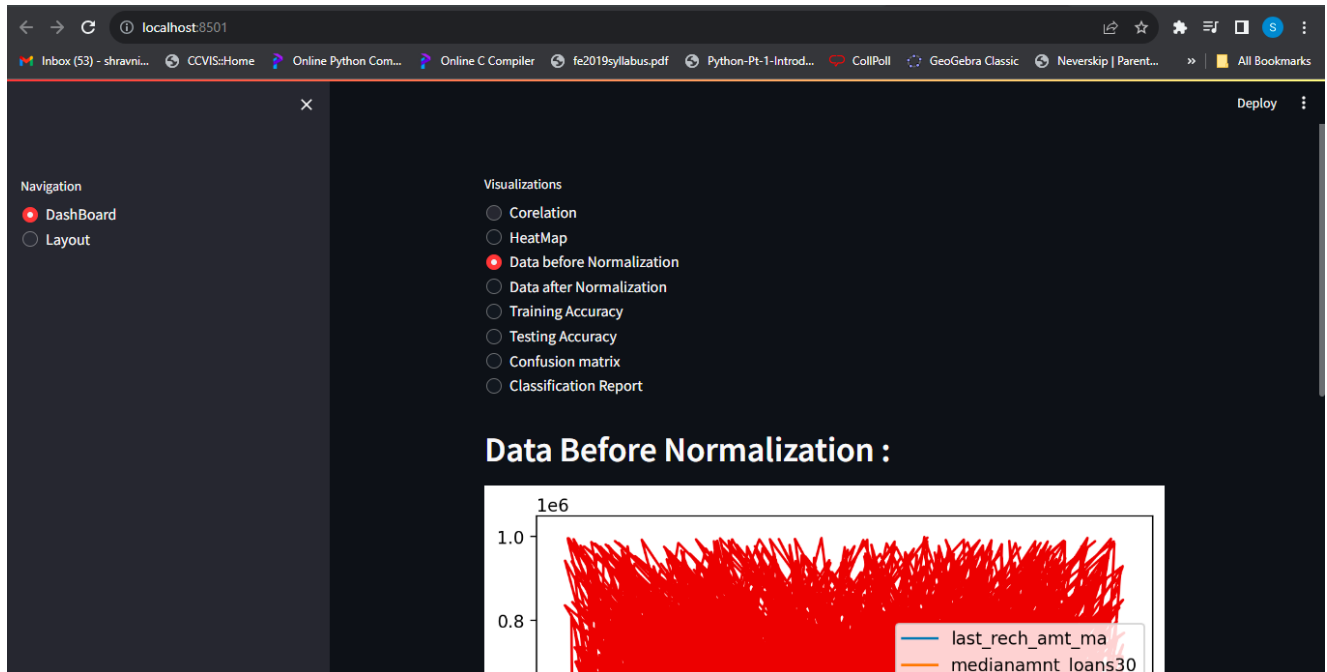 localhost:8501
S
Inbox (53) - shravni... CCVIS::Home Online Python Com... Online C Compiler fe2019syllabus.pdf Python-Pt-1-Introd... CollPoll GeoGebra Classic Neverskip | Parent... » All Bookmarks
Deploy
Navigation
DashBoard
Layout
Visualizations
Corelation
HeatMap
Data before Normalization
Data after Normalization
Training Accuracy
Testing Accuracy
Confusion matrix
Classification Report
Data Before Normalization :
1e6
1.0
0.8
last_rech_amt_ma
medianamnt_loans30